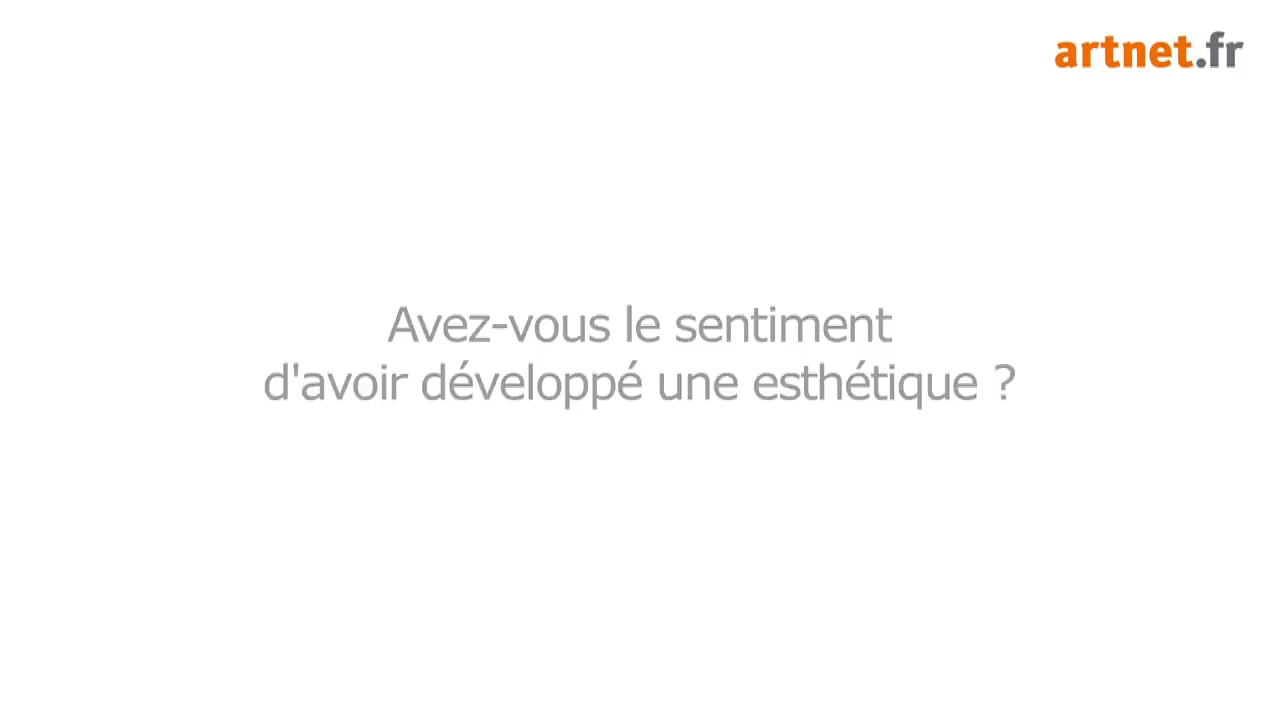 artnet.fr
Avez-vous le sentiment
d'avoir développé une esthétique ?